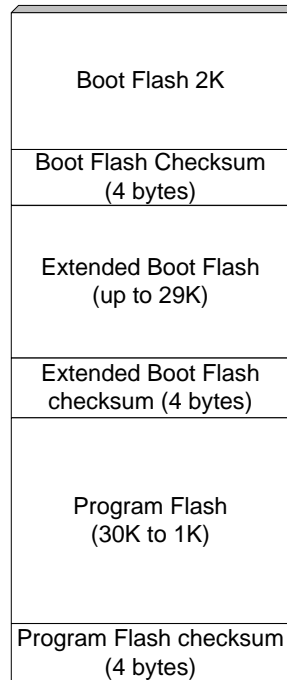 Boot Flash 2K
Boot Flash Checksum
(4 bytes)
Extended Boot Flash
(up to 29K)
Extended Boot Flash
checksum (4 bytes)
Program Flash
(30K to 1K)
Program Flash checksum
(4 bytes)